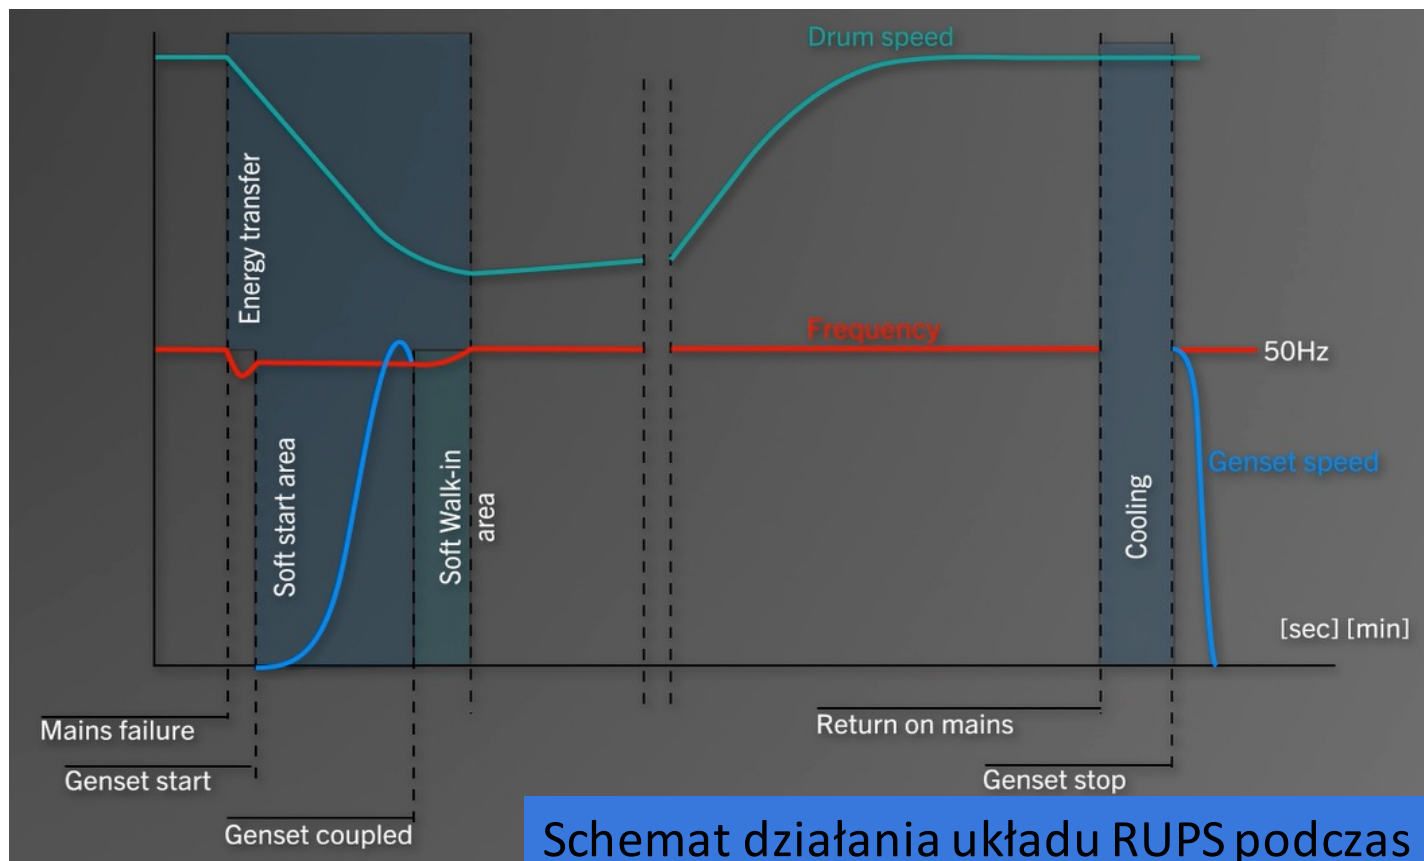 Drum speed
Energy transfer
Frequency
50Hz
Soft start area
Soft Walk-in
area
Genset speed
Cooling
[sec] [min]
Mains failure
Return on mains
Genset start
Genset stop
Genset coupled
Schemat działania układu RUPS podczas